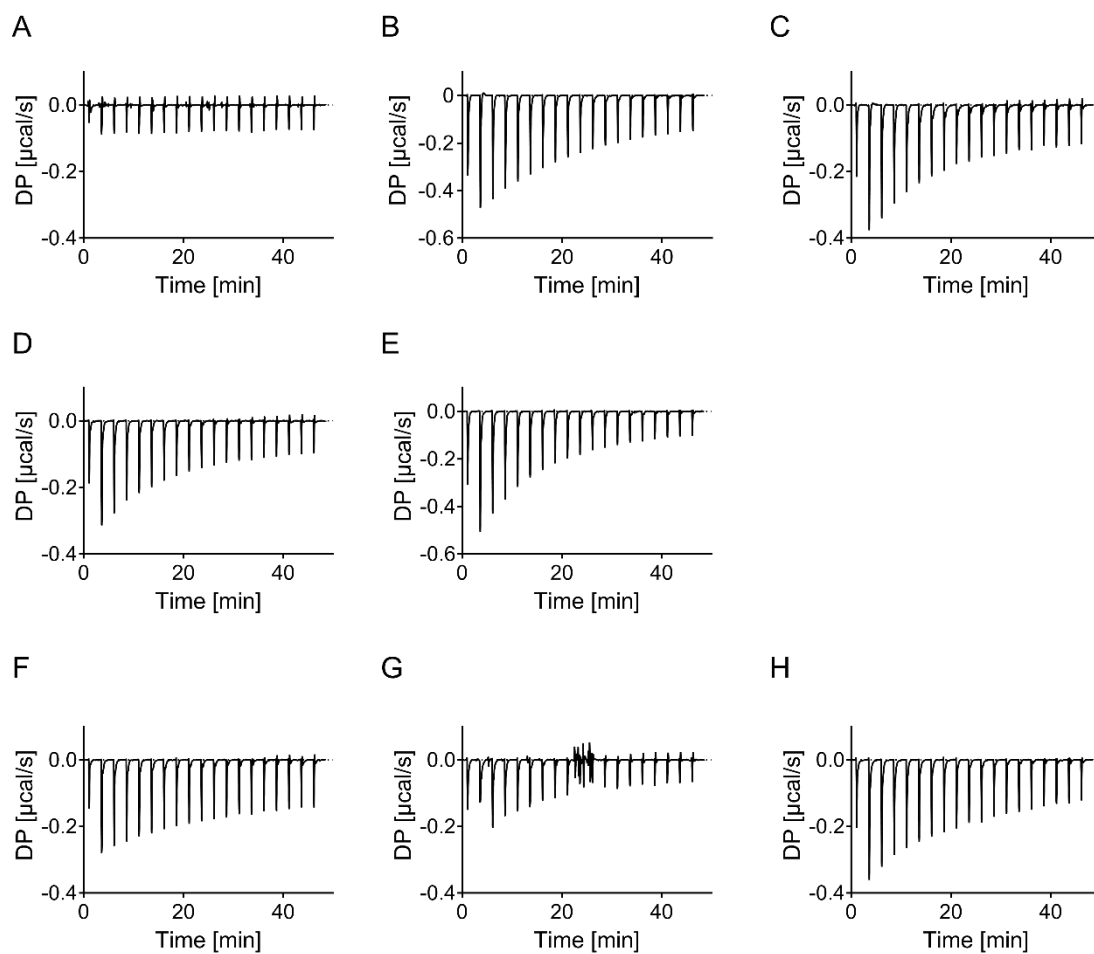 A B C
0.0 0 0.0
-0.2 -0.2 -0.2
-0.4 -0.4 -0.4
-0.6
DP [µcal/s] DP [µcal/s] DP [µcal/s]
0 20 40 0 20 40 0 20 40
Time [min] Time [min] Time [min]
D E
0.0 0.0
-0.2 -0.2
-0.4 -0.4
-0.6
DP [µcal/s] DP [µcal/s]
0 20 40 0 20 40
Time [min] Time [min]
F G H
0.0 0.0 0.0
-0.2 -0.2 -0.2
-0.4 -0.4 -0.4
DP [µcal/s] DP [µcal/s] DP [µcal/s]
0 20 40 0 20 40 0 20 40
Time [min] Time [min] Time [min]